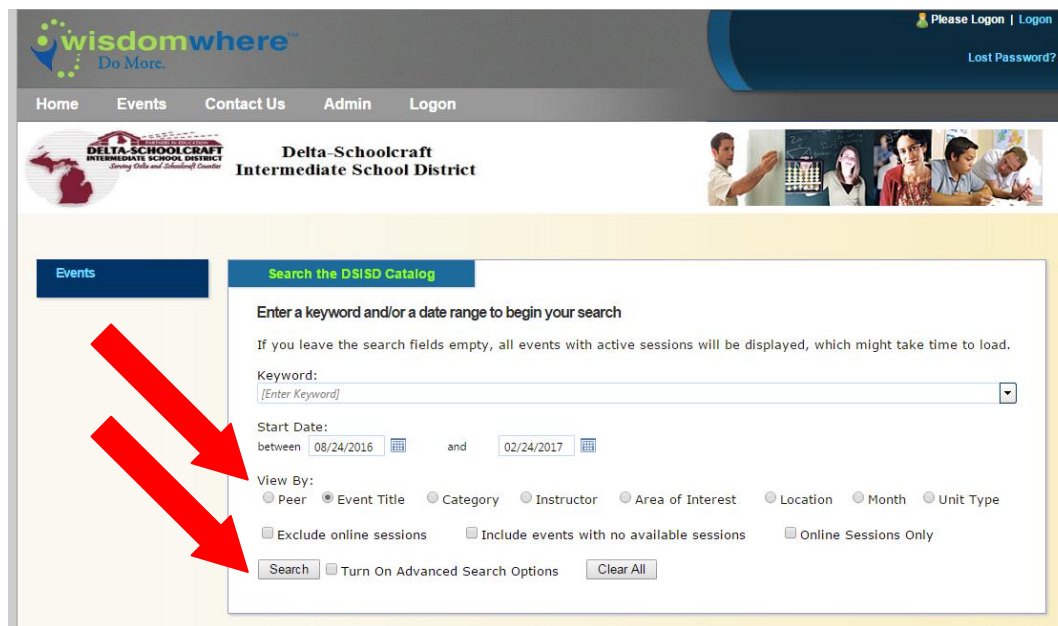 Please Logon | Logon
wisdomwhere™
Do More.
Lost Password?
Home Events Contact Us Admin Logon
PARTNERS IN EDUCATION
DELTA-SCHOOLCRAFT
INTERMEDIATE SCHOOL DISTRICT
Serving Delta and Schoolcraft Counties
Delta-Schoolcraft
Intermediate School District
Events
Search the DSISD Catalog
Enter a keyword and/or a date range to begin your search
If you leave the search fields empty, all events with active sessions will be displayed, which might take time to load.
Keyword:
[Enter Keyword]
Start Date:
between 08/24/2016 and 02/24/2017
View By:
Peer Event Title Category Instructor Area of Interest Location Month Unit Type
Exclude online sessions Include events with no available sessions Online Sessions Only
Search Turn On Advanced Search Options Clear All